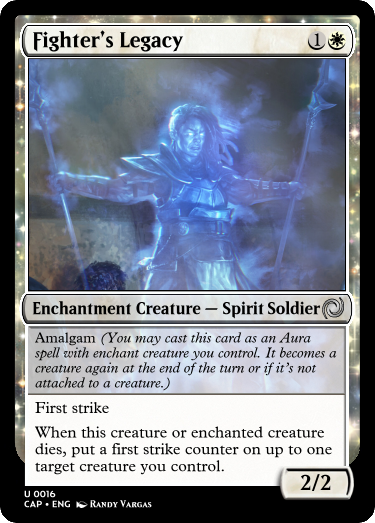 Fighter's Legacy 1
Enchantment Creature — Spirit Soldier
Amalgam (You may cast this card as an Aura
spell with enchant creature you control. It becomes a
creature again at the end of the turn or if it's not
attached to a creature.)
First strike
When this creature or enchanted creature
dies, put a first strike counter on up to one
target creature you control.
2/2
U 0016
CAP • ENG Randy Vargas